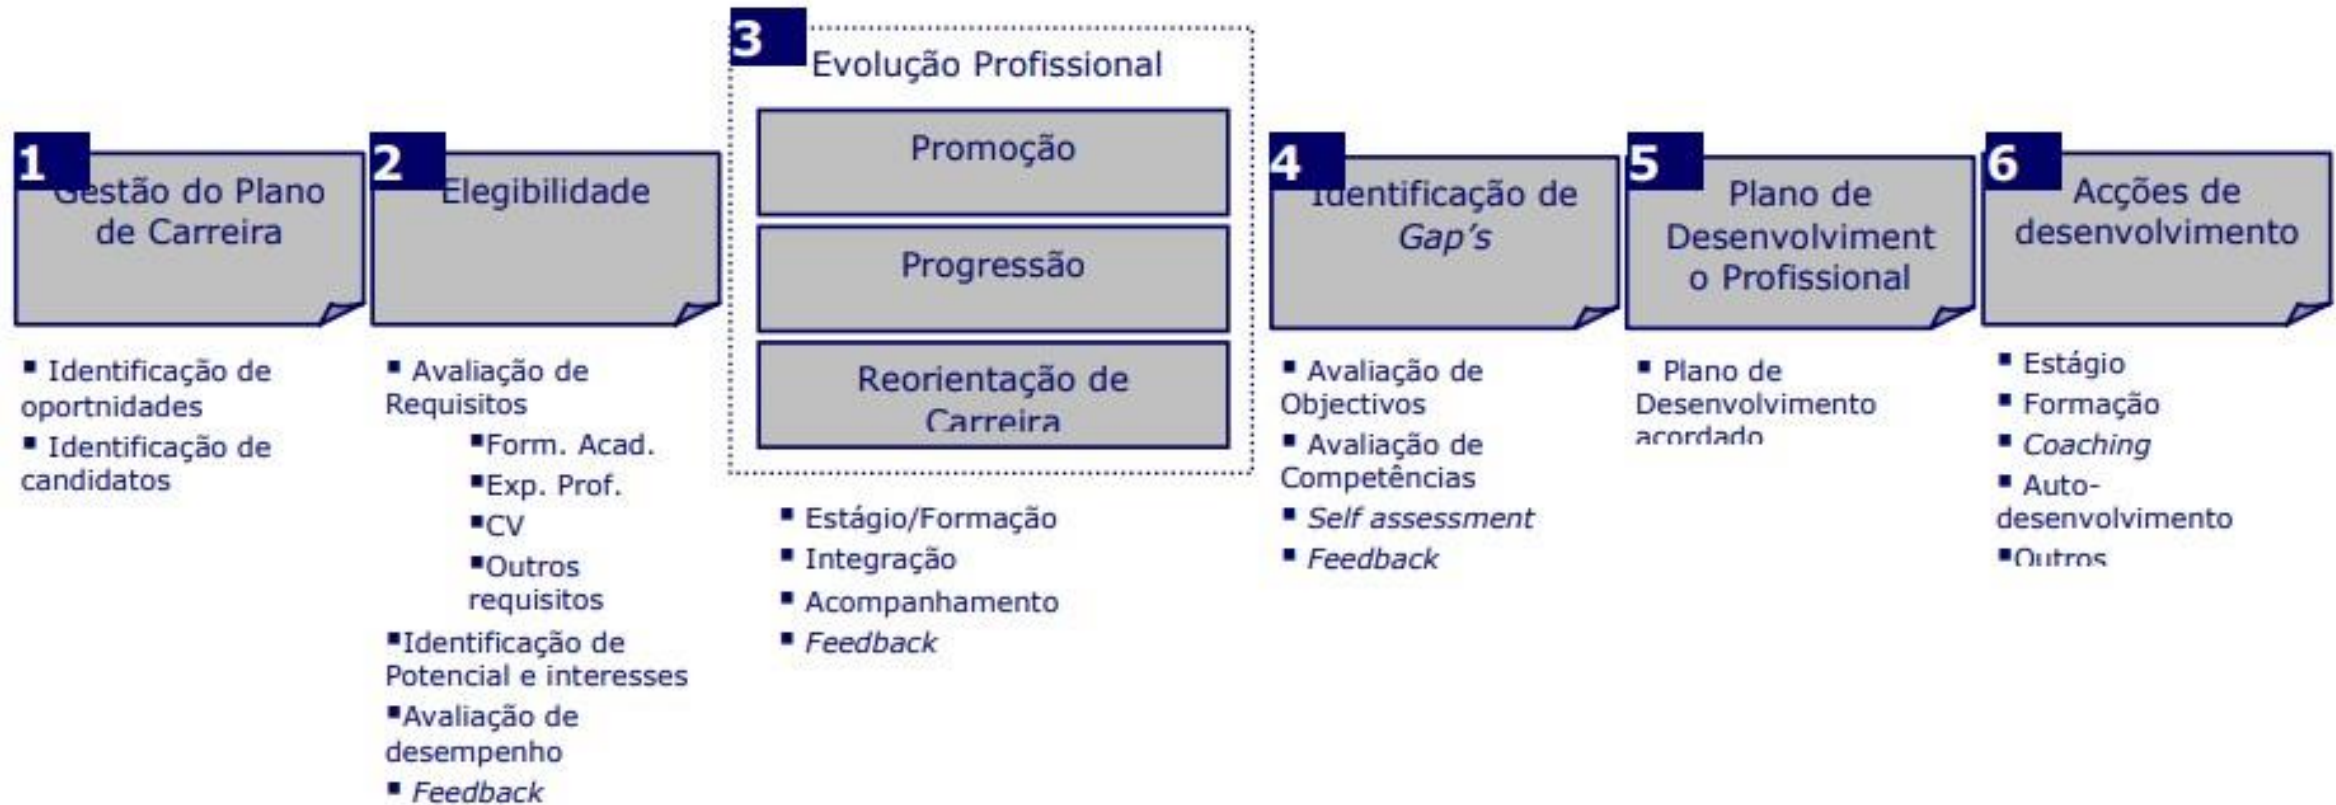 1
Gestão do Plano
de Carreira
▪ Identificação de
oportnidades
▪ Identificação de
candidatos
2
Elegibilidade
▪ Avaliação de
Requisitos
▪Form. Acad.
▪Exp. Prof.
▪CV
▪Outros
requisitos
▪Identificação de
Potencial e interesses
▪Avaliação de
desempenho
▪ Feedback
3
Evolução Profissional
Promoção
Progressão
Reorientação de
Carreira
▪ Estágio/Formação
▪ Integração
▪ Acompanhamento
▪ Feedback
4
Identificação de
Gap's
▪ Avaliação de
Objectivos
▪ Avaliação de
Competências
▪ Self assessment
▪ Feedback
5
Plano de
Desenvolviment
o Profissional
▪ Plano de
Desenvolvimento
acordado
6
Acções de
desenvolvimento
▪ Estágio
▪ Formação
▪ Coaching
▪ Auto-
desenvolvimento
▪Outros